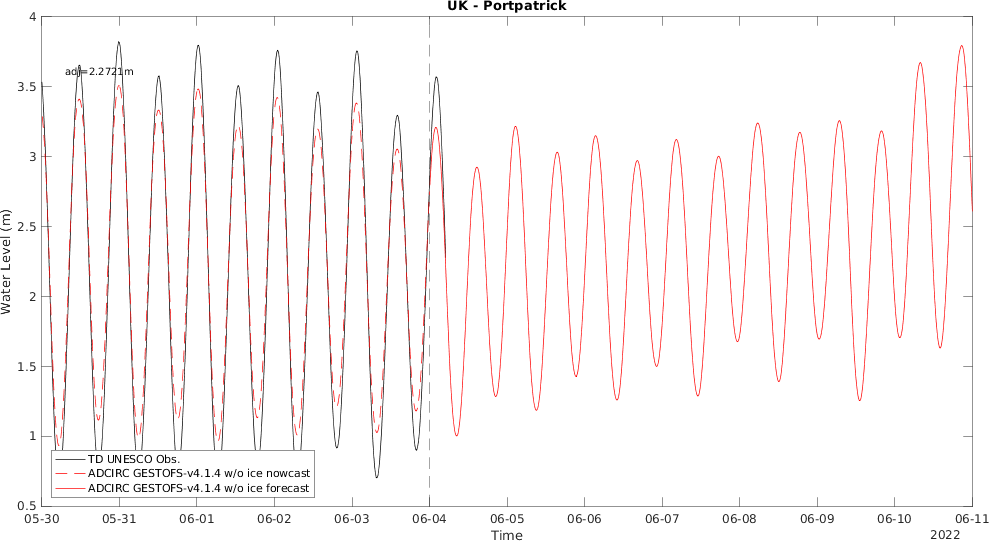 UK - Portpatrick
4
3.5
3
2.5
2
1.5
1
0.5
Water Level (m)
adj=2.2721m
TD UNESCO Obs.
ADCIRC GESTOFS-v4.1.4 w/o ice nowcast
ADCIRC GESTOFS-v4.1.4 w/o ice forecast
05-30 05-31 06-01 06-02 06-03 06-04 06-05 06-06 06-07 06-08 06-09 06-10 06-11
Time
2022